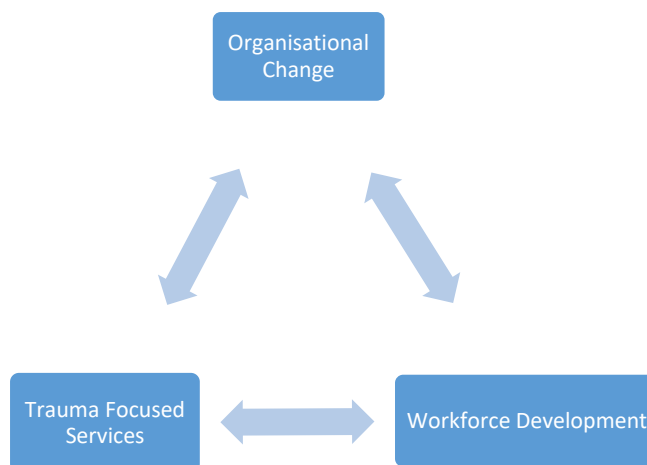 Organisational
Change
Trauma Focused
Services
Workforce Development